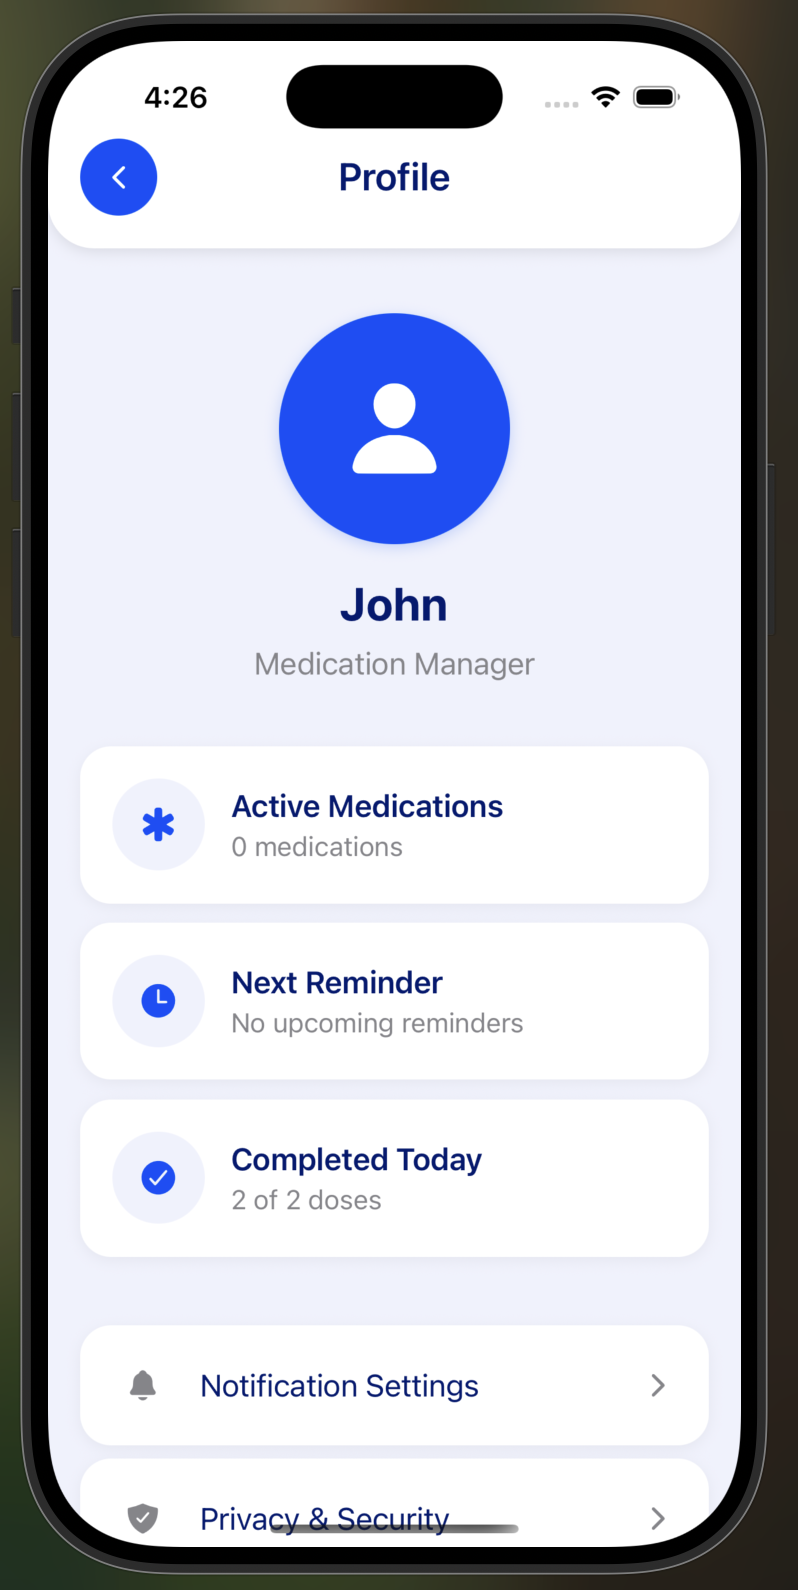 4:26
Profile
John
Medication Manager
Active Medications
0 medications
Next Reminder
No upcoming reminders
Completed Today
2 of 2 doses
Notification Settings
Privacy & Security